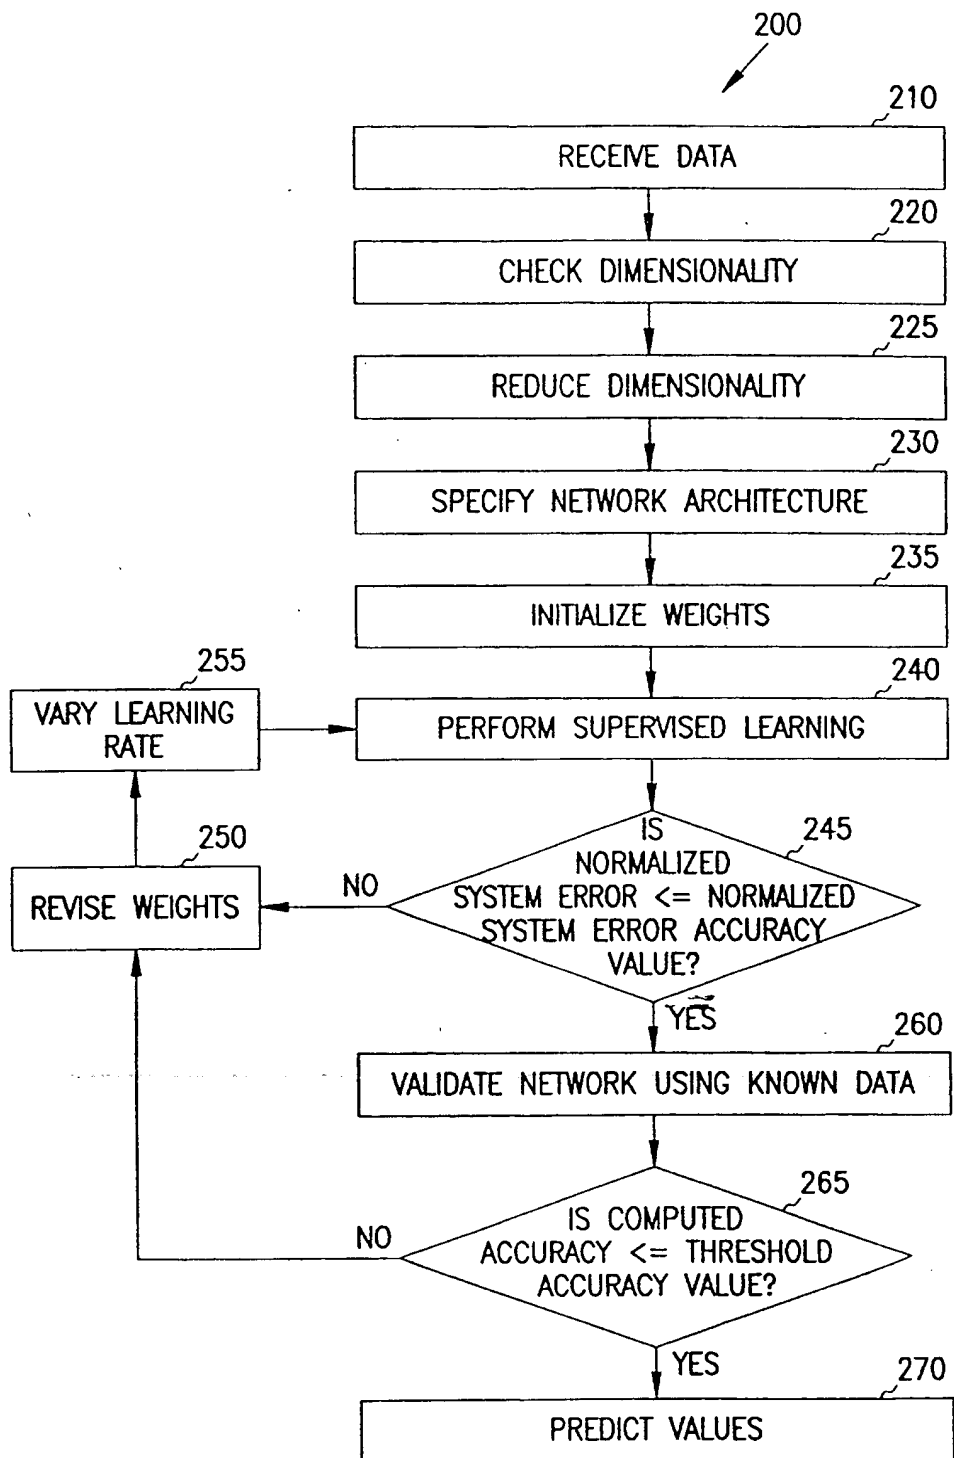 200
210
RECEIVE DATA
220
CHECK DIMENSIONALITY
225
REDUCE DIMENSIONALITY
230
SPECIFY NETWORK ARCHITECTURE
235
INITIALIZE WEIGHTS
240
PERFORM SUPERVISED LEARNING
255
VARY LEARNING
RATE
245
IS
NORMALIZED
SYSTEM ERROR <= NORMALIZED
SYSTEM ERROR ACCURACY
VALUE?
NO
250
REVISE WEIGHTS
YES
260
VALIDATE NETWORK USING KNOWN DATA
265
IS COMPUTED
ACCURACY <= THRESHOLD
ACCURACY VALUE?
NO
YES
270
PREDICT VALUES